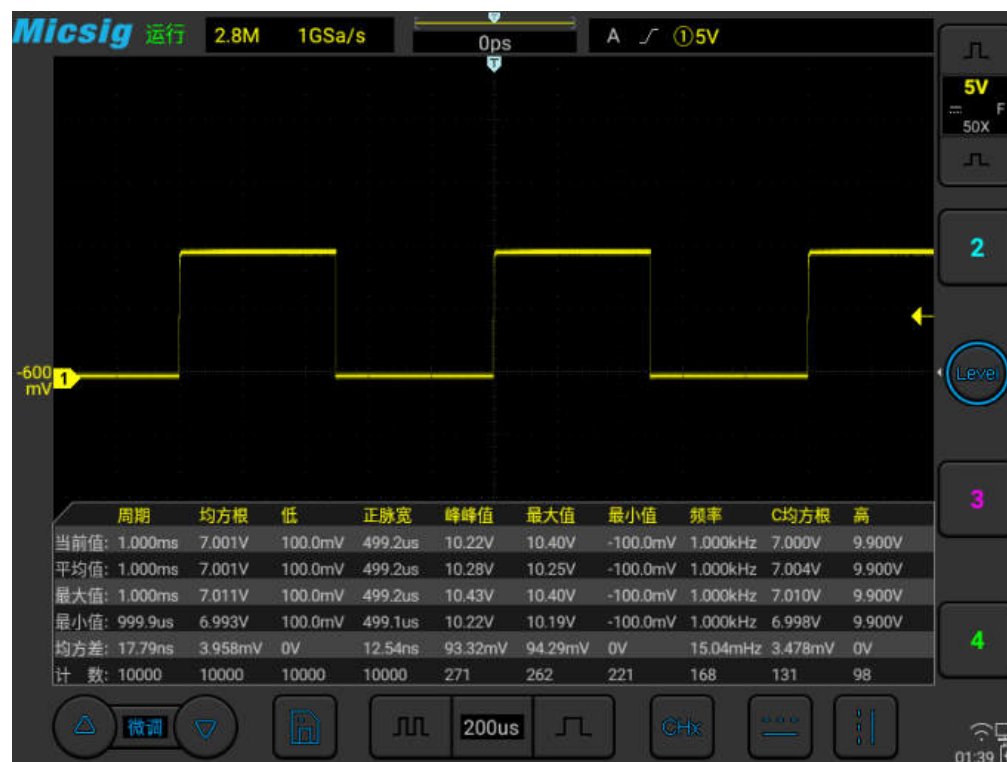 Micsig 运行 2.8M 1GSa/s 0ps A ①5V
T
5V
F
50X
2
-600
mV
1
Level
3
周期 均方根 低 正脉宽 峰峰值 最大值 最小值 频率 C均方根 高
当前值: 1.000ms 7.001V 100.0mV 499.2us 10.22V 10.40V -100.0mV 1.000kHz 7.000V 9.900V
平均值: 1.000ms 7.001V 100.0mV 499.2us 10.28V 10.25V -100.0mV 1.000kHz 7.004V 9.900V
最大值: 1.000ms 7.011V 100.0mV 499.2us 10.43V 10.40V -100.0mV 1.000kHz 7.010V 9.900V
最小值: 999.9us 6.993V 100.0mV 499.1us 10.22V 10.19V -100.0mV 1.000kHz 6.998V 9.900V
均方差: 17.79ns 3.958mV 0V 12.54ns 93.32mV 94.29mV 0V 15.04mHz 3.478mV 0V
计 数: 10000 10000 10000 10000 271 262 221 168 131 98
4
微调 200us CHx
01:39